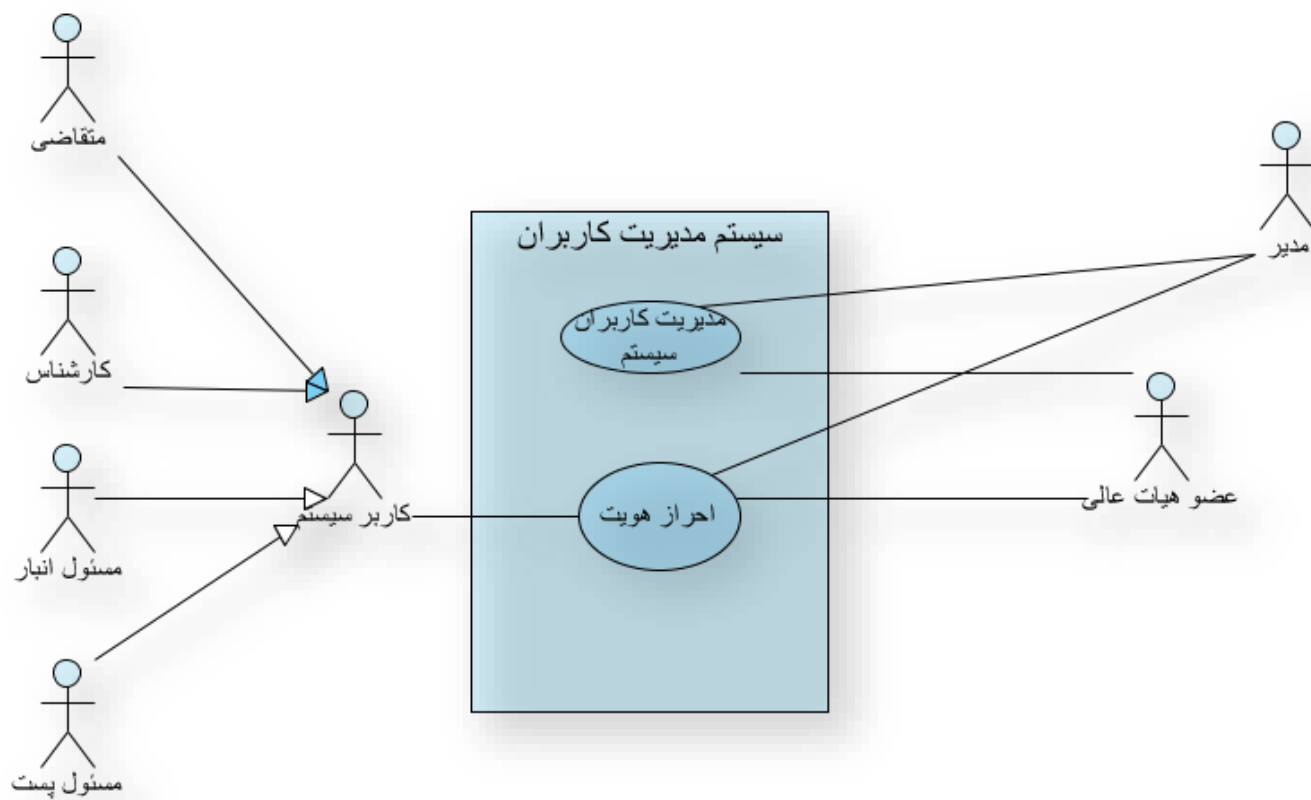 متقاضی
کارشناس
مسئول انبار
مسئول پست
کاربر سیستم
سیستم مدیریت کاربران
مدیریت کاربران
سیستم
احراز هویت
مدیر
عضو هیات عالی